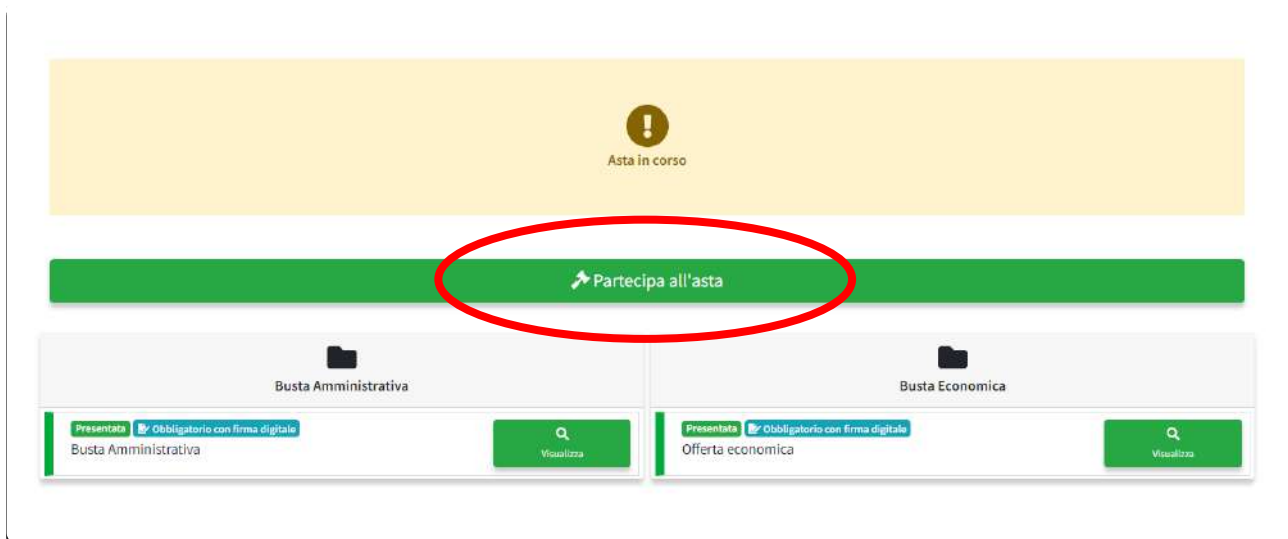 Asta in corso
Partecipa all'asta
Busta Amministrativa
Presentata Obbligatorio con firma digitale
Busta Amministrativa
Visualizza
Busta Economica
Presentata Obbligatorio con firma digitale
Offerta economica
Visualizza